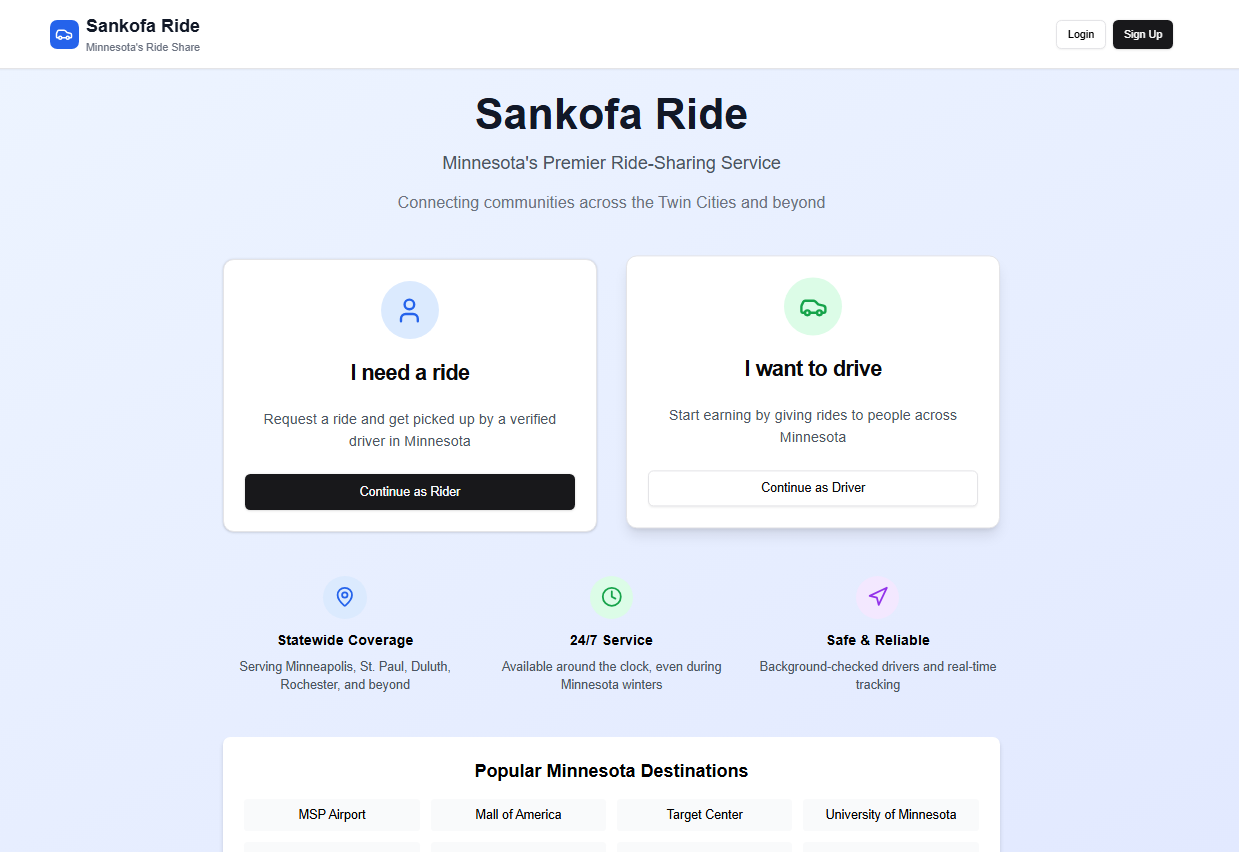 Sankofa Ride
Minnesota's Ride Share
Login
Sign Up
Sankofa Ride
Minnesota's Premier Ride-Sharing Service
Connecting communities across the Twin Cities and beyond
I need a ride
Request a ride and get picked up by a verified
driver in Minnesota
Continue as Rider
I want to drive
Start earning by giving rides to people across
Minnesota
Continue as Driver
Statewide Coverage
Serving Minneapolis, St. Paul, Duluth,
Rochester, and beyond
24/7 Service
Available around the clock, even during
Minnesota winters
Safe & Reliable
Background-checked drivers and real-time
tracking
Popular Minnesota Destinations
MSP Airport
Mall of America
Target Center
University of Minnesota